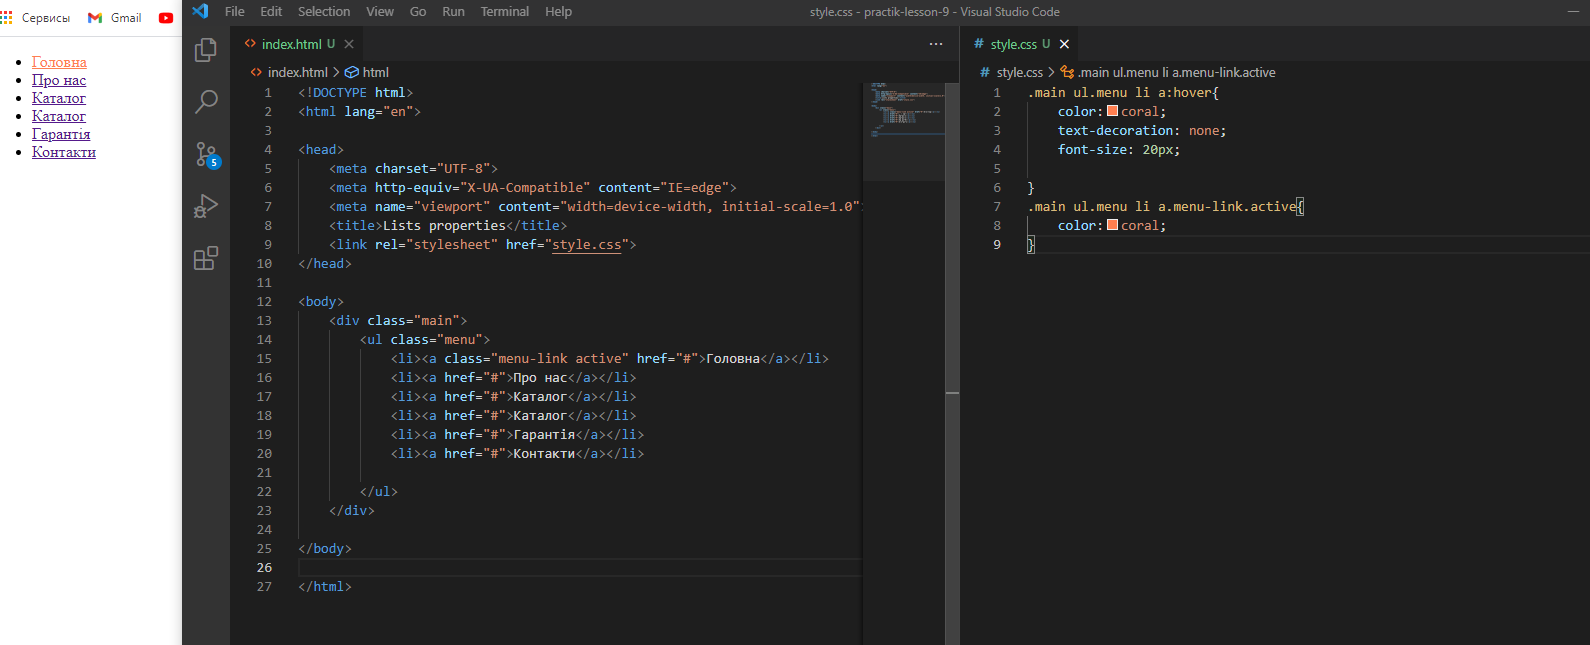 Сервисы Gmail
Головна
Про нас
Каталог
Каталог
Гарантія
Контакти
File Edit Selection View Go Run Terminal Help
style.css - practik-lesson-9 - Visual Studio Code
5
index.html U
index.html > html
1 <!DOCTYPE html>
2 <html lang="en">
3
4 <head>
5 <meta charset="UTF-8">
6 <meta http-equiv="X-UA-Compatible" content="IE=edge">
7 <meta name="viewport" content="width=device-width, initial-scale=1.0"
8 <title>Lists properties</title>
9 <link rel="stylesheet" href="style.css">
10 </head>
11
12 <body>
13 <div class="main">
14 <ul class="menu">
15 <li><a class="menu-link active" href="#">Головна</a></li>
16 <li><a href="#">Про нас</a></li>
17 <li><a href="#">Каталог</a></li>
18 <li><a href="#">Каталог</a></li>
19 <li><a href="#">Гарантія</a></li>
20 <li><a href="#">Контакти</a></li>
21
22 </ul>
23 </div>
24
25 </body>
26
27 </html>
# style.css U
# style.css > .main ul.menu li a.menu-link.active
1 .main ul.menu li a:hover{
2 color: coral;
3 text-decoration: none;
4 font-size: 20px;
5
6 }
7 .main ul.menu li a.menu-link.active{
8 color: coral;
9 }